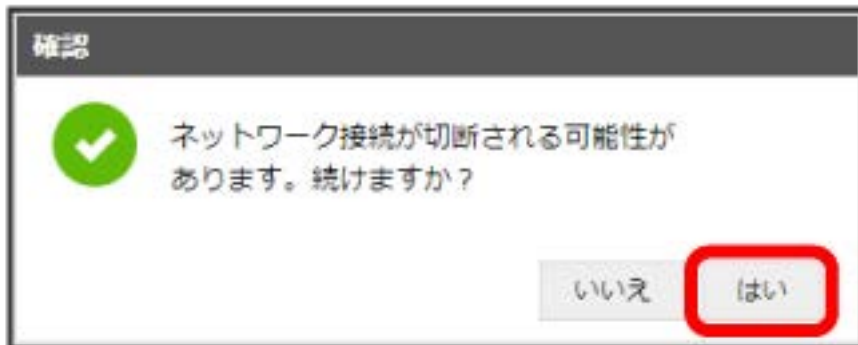 確認
ネットワーク接続が切断される可能性が
あります。続けますか？
いいえ
はい